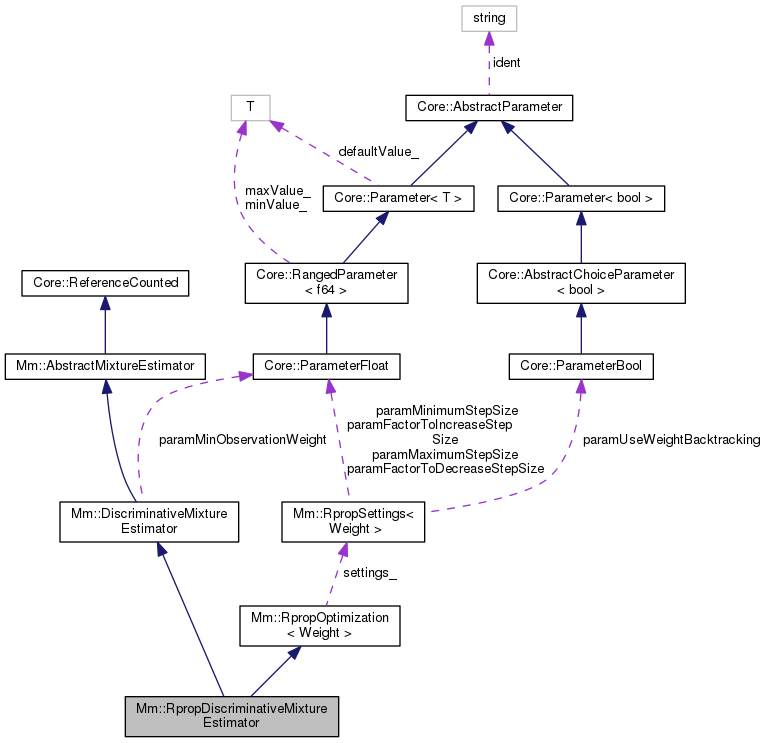 string
ident
T
Core::AbstractParameter
defaultValue_
maxValue_
minValue_
Core::Parameter< T >
Core::Parameter< bool >
Core::ReferenceCounted
Core::RangedParameter
< f64 >
Core::AbstractChoiceParameter
< bool >
Mm::AbstractMixtureEstimator
Core::ParameterFloat
Core::ParameterBool
paramMinObservationWeight
paramMinimumStepSize
paramFactorToIncreaseStep
Size
paramMaximumStepSize
paramFactorToDecreaseStepSize
paramUseWeightBacktracking
Mm::DiscriminativeMixture
Estimator
Mm::RpropSettings<
Weight >
settings_
Mm::RpropOptimization
< Weight >
Mm::RpropDiscriminativeMixture
Estimator